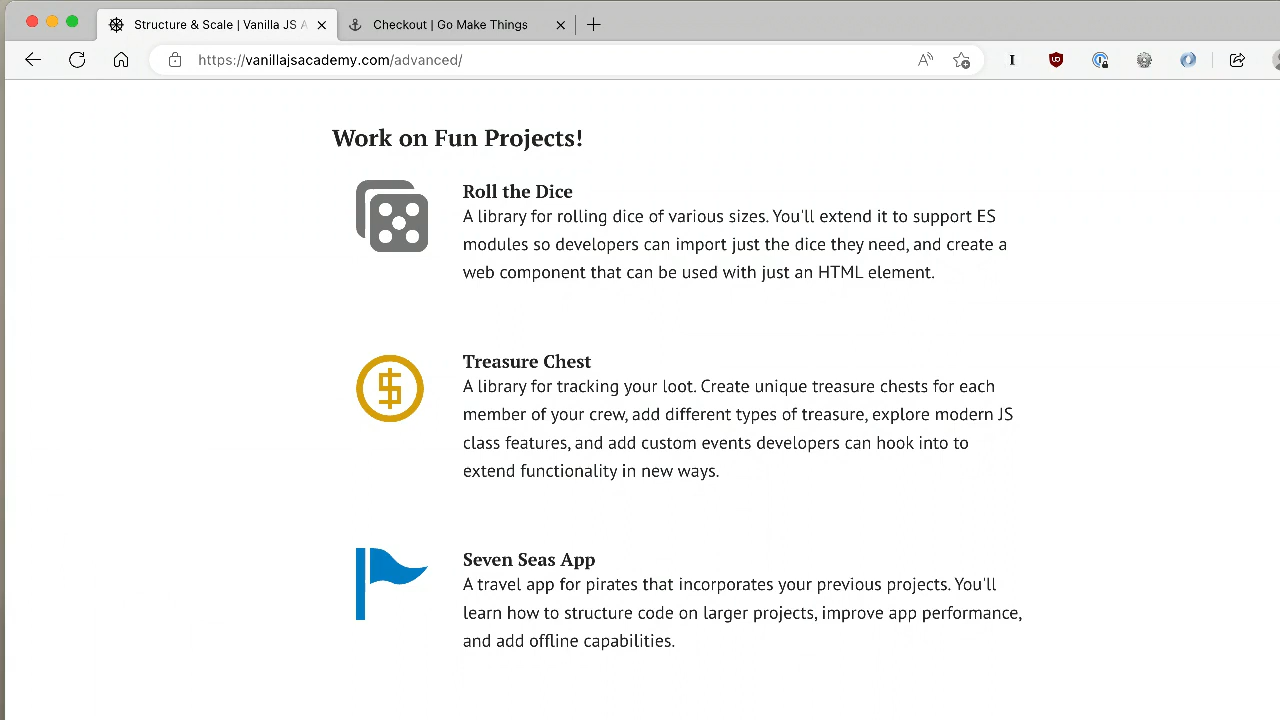 Structure & Scale | Vanilla JS A
Checkout | Go Make Things
https://vanillajsacademy.com/advanced/
Work on Fun Projects!
Roll the Dice
A library for rolling dice of various sizes. You'll extend it to support ES
modules so developers can import just the dice they need, and create a
web component that can be used with just an HTML element.
Treasure Chest
A library for tracking your loot. Create unique treasure chests for each
member of your crew, add different types of treasure, explore modern JS
class features, and add custom events developers can hook into to
extend functionality in new ways.
Seven Seas App
A travel app for pirates that incorporates your previous projects. You'll
learn how to structure code on larger projects, improve app performance,
and add offline capabilities.